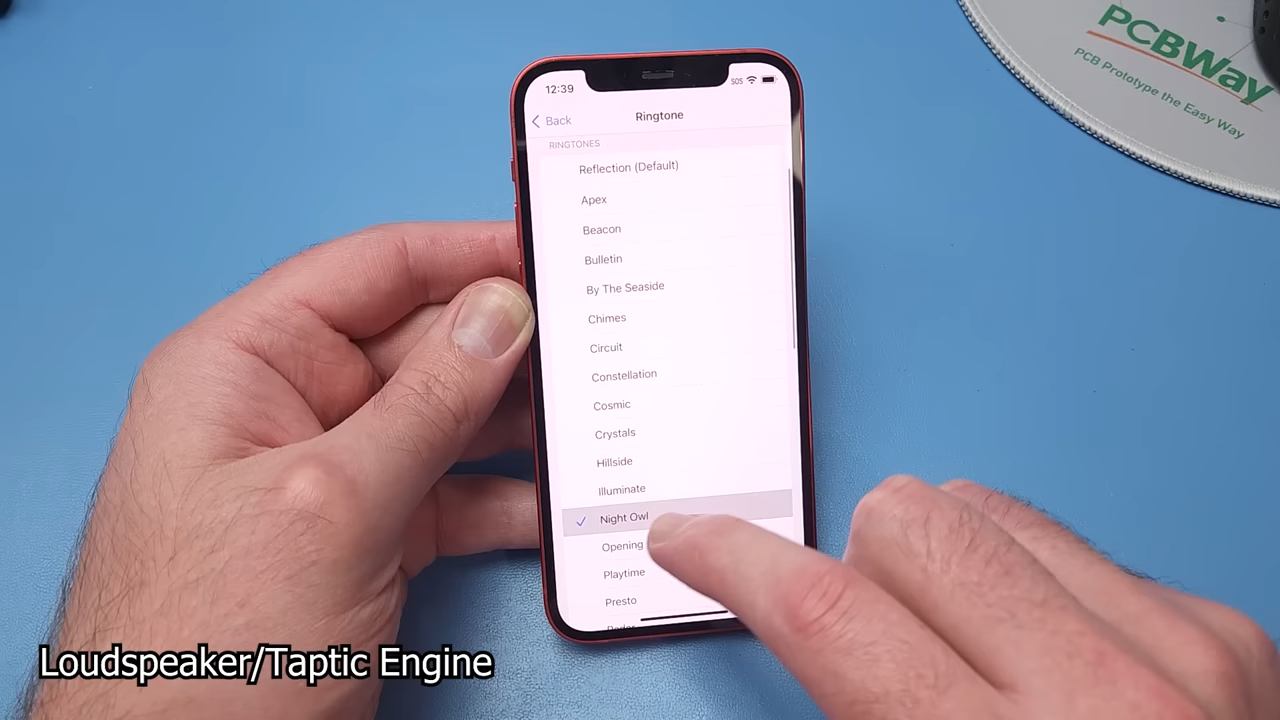 PCBWay
PCB Prototype the Easy Way
12:39
SOS
Back
Ringtone
RINGTONES
Reflection (Default)
Apex
Beacon
Bulletin
By The Seaside
Chimes
Circuit
Constellation
Cosmic
Crystals
Hillside
Illuminate
Night Owl
Opening
Playtime
Presto
Loudspeaker/Taptic Engine